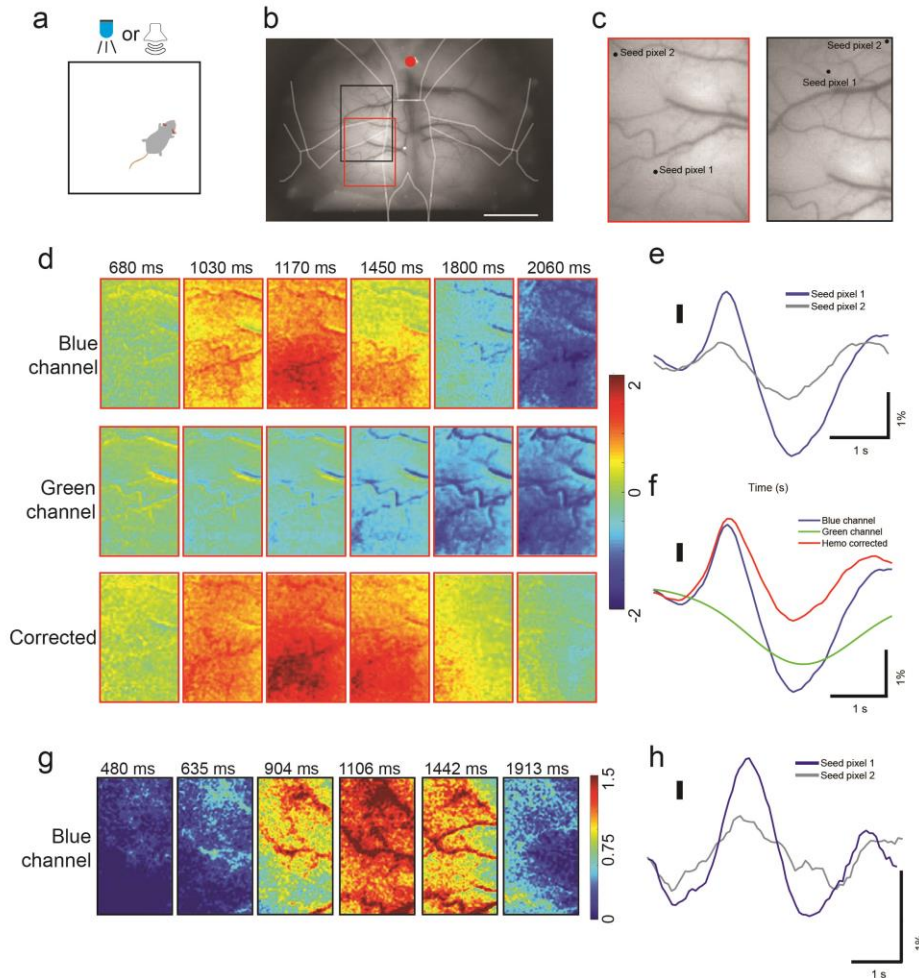 a
or
b
c
Seed pixel 2
Seed pixel 1
Seed pixel 2
Seed pixel 1
d
680 ms 1030 ms 1170 ms 1450 ms 1800 ms 2060 ms
Blue
channel
Green
channel
Corrected
2
0
-2
e
Seed pixel 1
Seed pixel 2
1%
1 s
f
Time (s)
Blue channel
Green channel
Hemo corrected
1%
1 s
g
480 ms 635 ms 904 ms 1106 ms 1442 ms 1913 ms
Blue
channel
1.5
0.75
0
h
Seed pixel 1
Seed pixel 2
1%
1 s